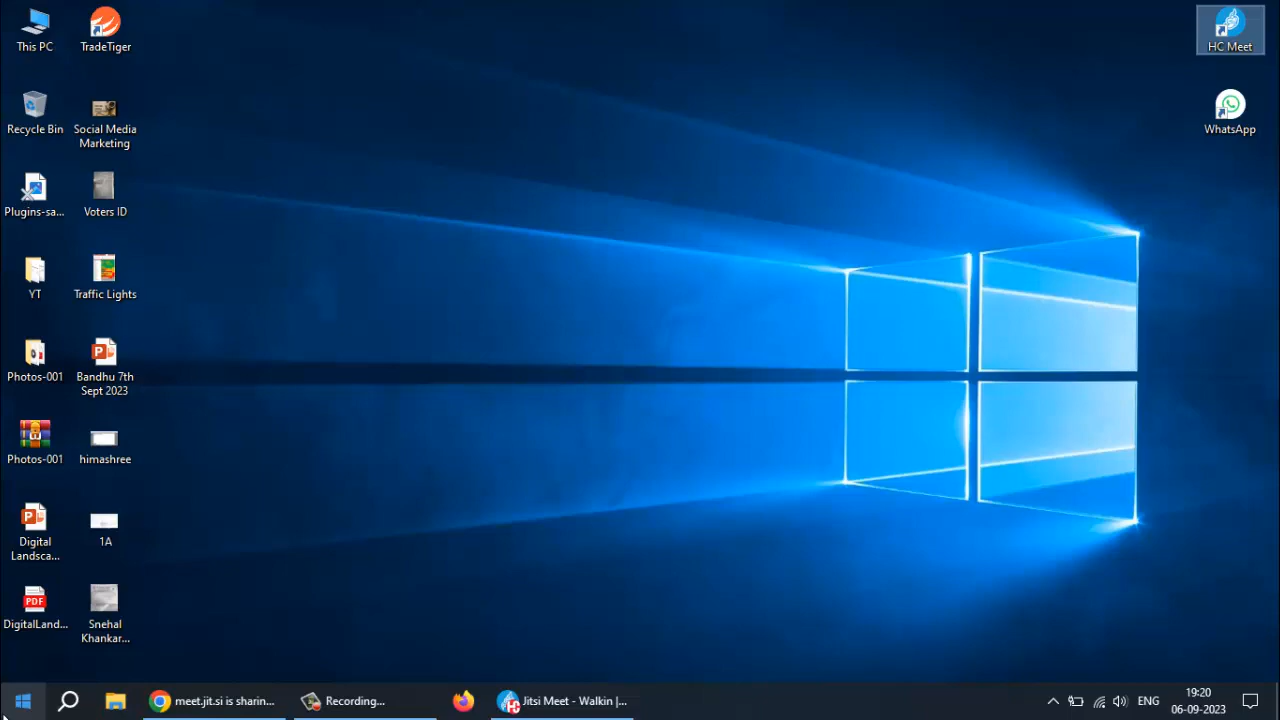 This PC
TradeTiger
HC Meet
Recycle Bin
Social Media
Marketing
WhatsApp
Plugins-sa...
Voters ID
YT
Traffic Lights
Photos-001
Bandhu 7th
Sept 2023
Photos-001
himashree
Digital
Landsca...
1A
PDF
DigitalLand...
Snehal
Khankar...
meet.jit.si is sharin...
Recording...
Jitsi Meet - Walkin |...
ENG
19:20
06-09-2023